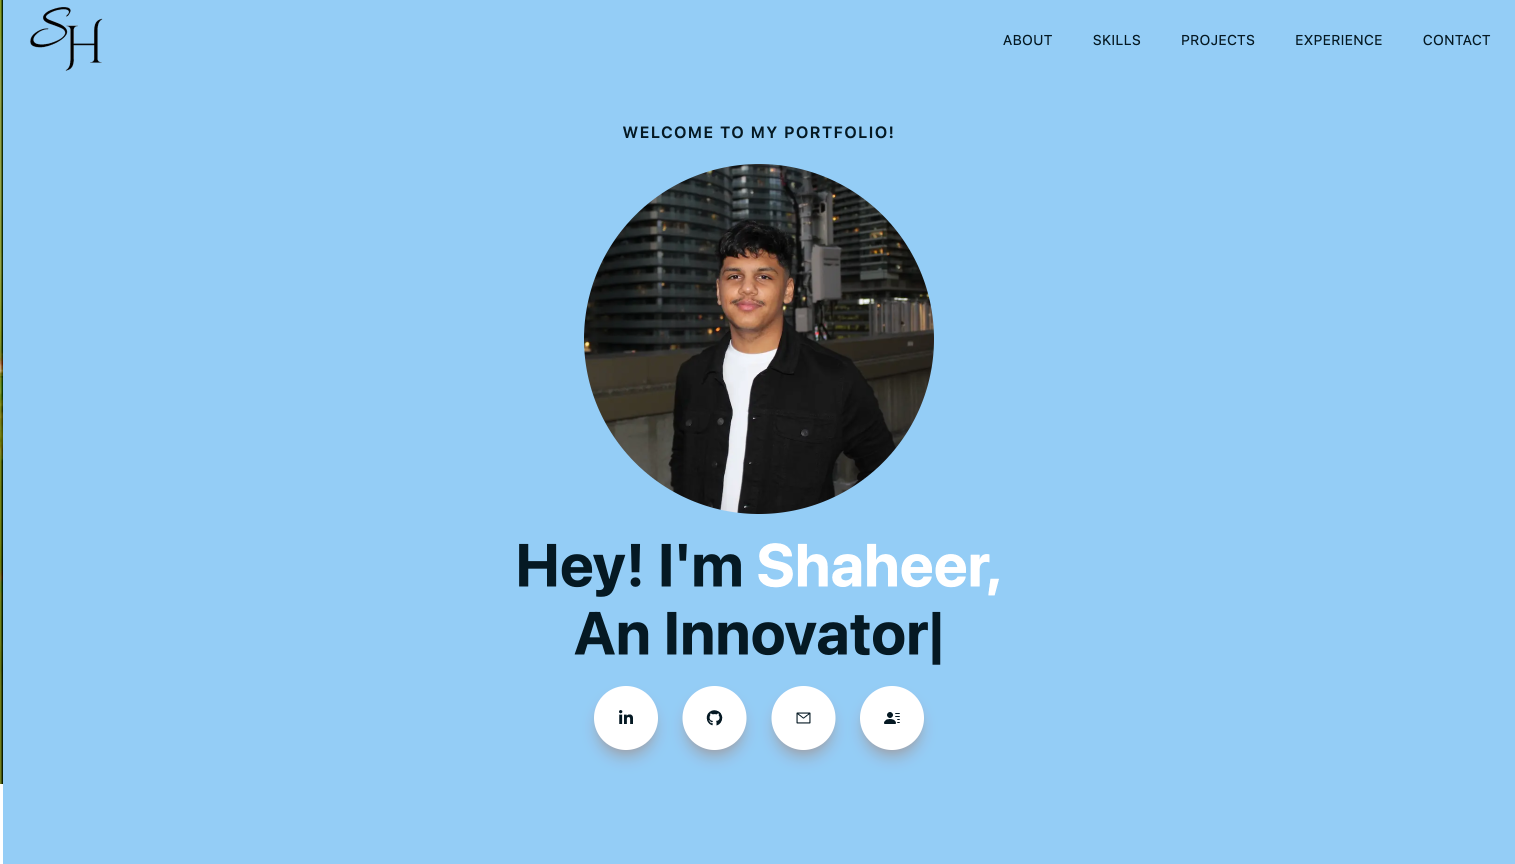 SH
ABOUT SKILLS PROJECTS EXPERIENCE CONTACT
WELCOME TO MY PORTFOLIO!
Hey! I'm Shaheer,
An Innovator|
in